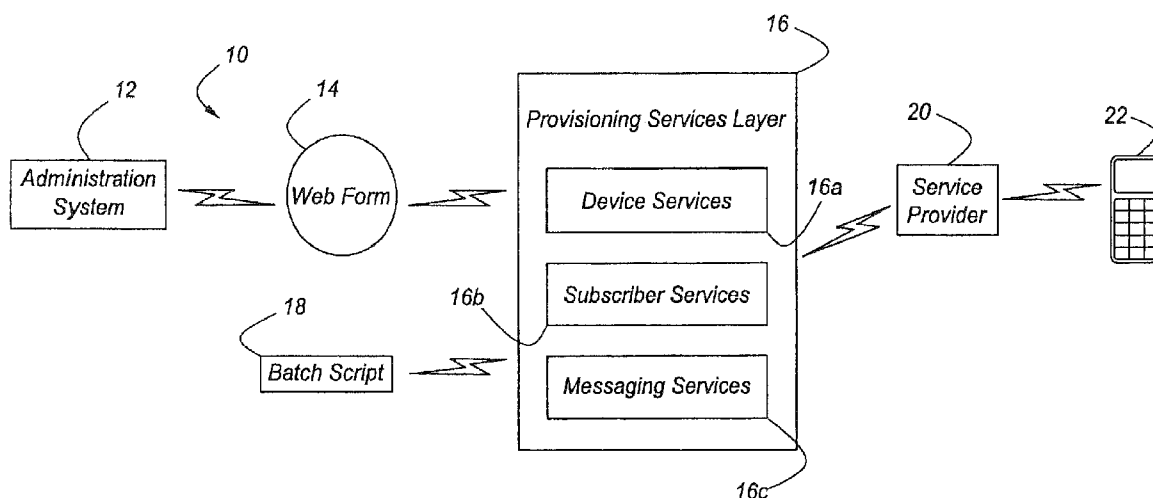 16
10
12
14
20
22
Provisioning Services Layer
Administration
System
Web Form
Device Services
16a
Service
Provider
Subscriber Services
16b
18
Batch Script
Messaging Services
16c